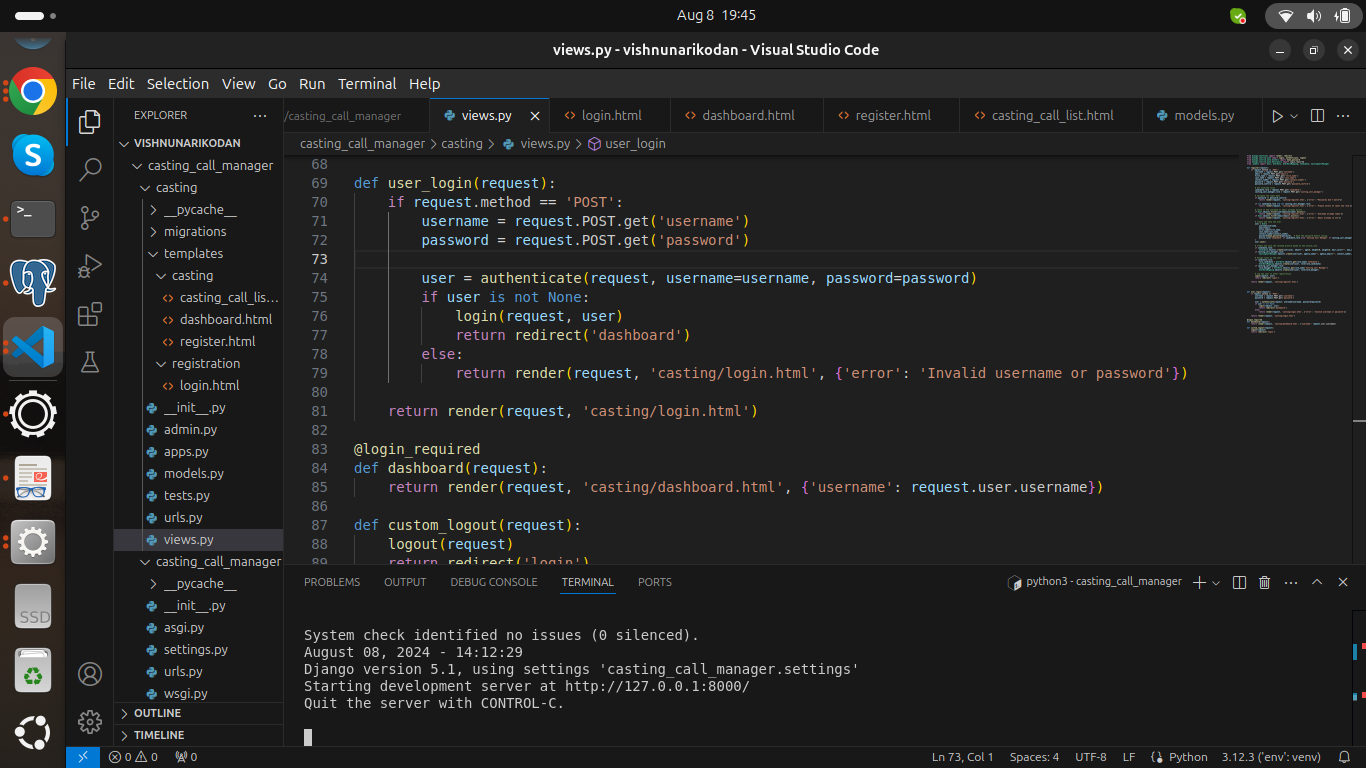 Aug 8 19:45
views.py - vishnunarikodan - Visual Studio Code
File Edit Selection View Go Run Terminal Help
EXPLORER
/casting_call_manager
views.py
login.html
dashboard.html
register.html
casting_call_list.html
models.py
casting_call_manager > casting > views.py > user_login
VISHNUNARIKODAN
casting_call_manager
casting
__pycache__
migrations
templates
casting
casting_call_lis...
dashboard.html
register.html
registration
login.html
__init__.py
admin.py
apps.py
models.py
tests.py
urls.py
views.py
casting_call_manager
__pycache__
__init__.py
asgi.py
settings.py
urls.py
wsgi.py
OUTLINE
TIMELINE
68
69 def user_login(request):
70 if request.method == 'POST':
71 username = request.POST.get('username')
72 password = request.POST.get('password')
73
74 user = authenticate(request, username=username, password=password)
75 if user is not None:
76 login(request, user)
77 return redirect('dashboard')
78 else:
79 return render(request, 'casting/login.html', {'error': 'Invalid username or password'})
80
81 return render(request, 'casting/login.html')
82
83 @login_required
84 def dashboard(request):
85 return render(request, 'casting/dashboard.html', {'username': request.user.username})
86
87 def custom_logout(request):
88 logout(request)
89 return redirect('login')
PROBLEMS OUTPUT DEBUG CONSOLE TERMINAL PORTS
python3 - casting_call_manager
System check identified no issues (0 silenced).
August 08, 2024 - 14:12:29
Django version 5.1, using settings 'casting_call_manager.settings'
Starting development server at http://127.0.0.1:8000/
Quit the server with CONTROL-C.
0 0 0
Ln 73, Col 1 Spaces: 4 UTF-8 LF Python 3.12.3 ('env': venv)
SSD